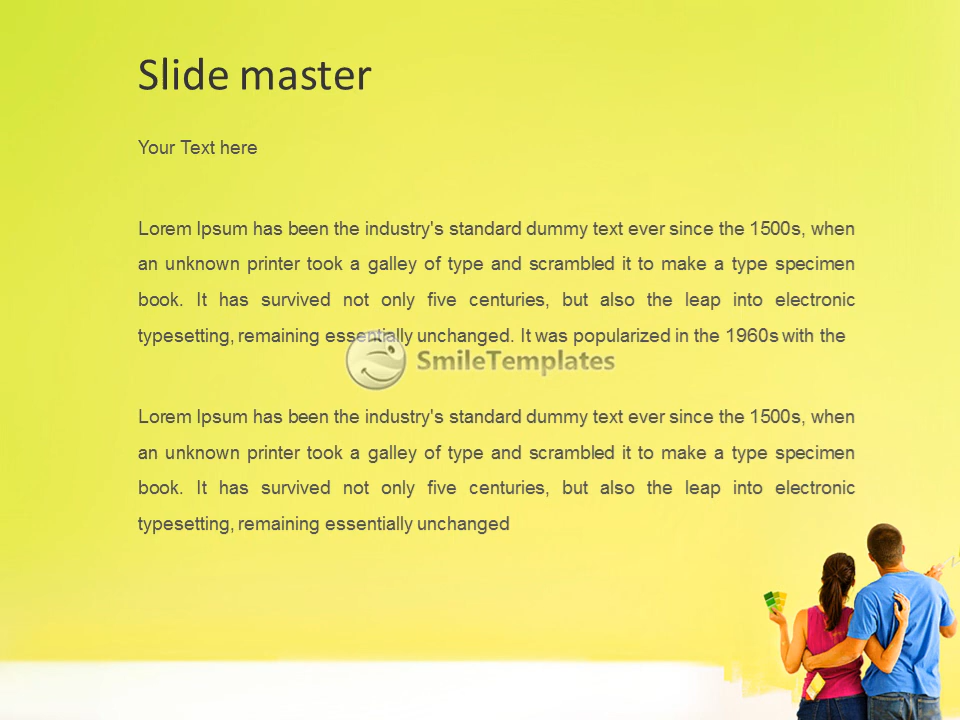 Slide master
Your Text here
Lorem Ipsum has been the industry's standard dummy text ever since the 1500s, when
an unknown printer took a galley of type and scrambled it to make a type specimen
book. It has survived not only five centuries, but also the leap into electronic
typesetting, remaining essentially unchanged. It was popularized in the 1960s with the
SmileTemplates
Lorem Ipsum has been the industry's standard dummy text ever since the 1500s, when
an unknown printer took a galley of type and scrambled it to make a type specimen
book. It has survived not only five centuries, but also the leap into electronic
typesetting, remaining essentially unchanged